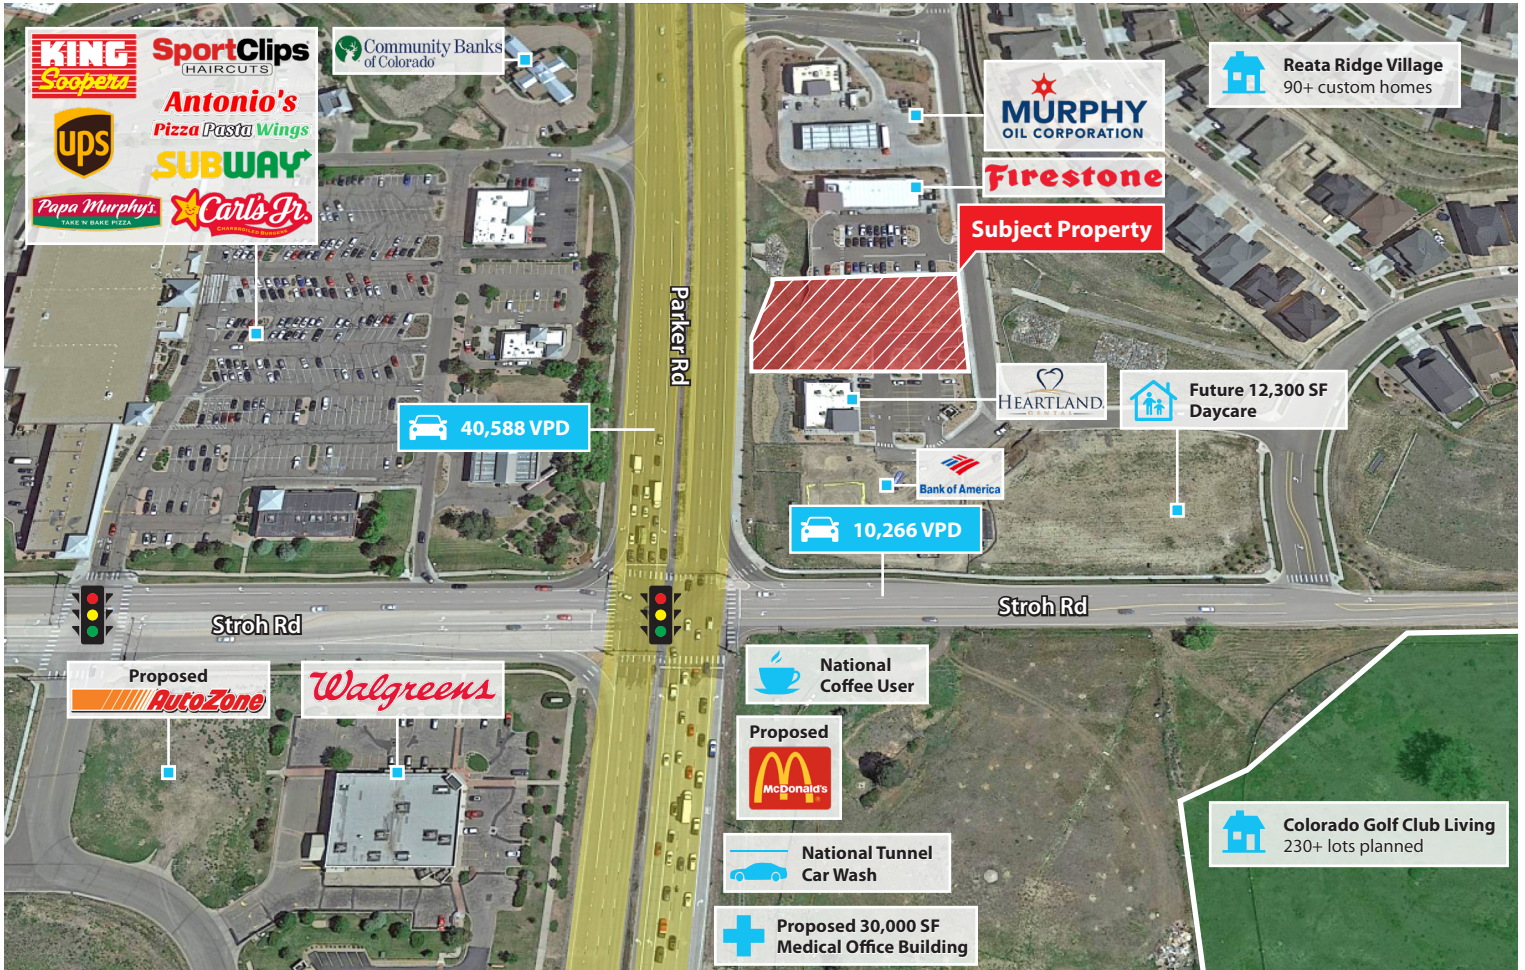 KING
Soopers
SportClips
HAIRCUTS
Antonio's
Pizza Pasta Wings
ups
SUBWAY
Papa Murphy's
TAKE 'N' BAKE PIZZA
Carl's Jr.
CHARBROILED BURGERS
Community Banks
of Colorado
MURPHY
OIL CORPORATION
Firestone
Subject Property
Reata Ridge Village
90+ custom homes
Parker Rd
40,588 VPD
HEARTLAND
DENTAL
Future 12,300 SF
Daycare
Bank of America
10,266 VPD
Stroh Rd
Stroh Rd
Proposed
AutoZone
Walgreens
National
Coffee User
Proposed
McDonald's
National Tunnel
Car Wash
Proposed 30,000 SF
Medical Office Building
Colorado Golf Club Living
230+ lots planned